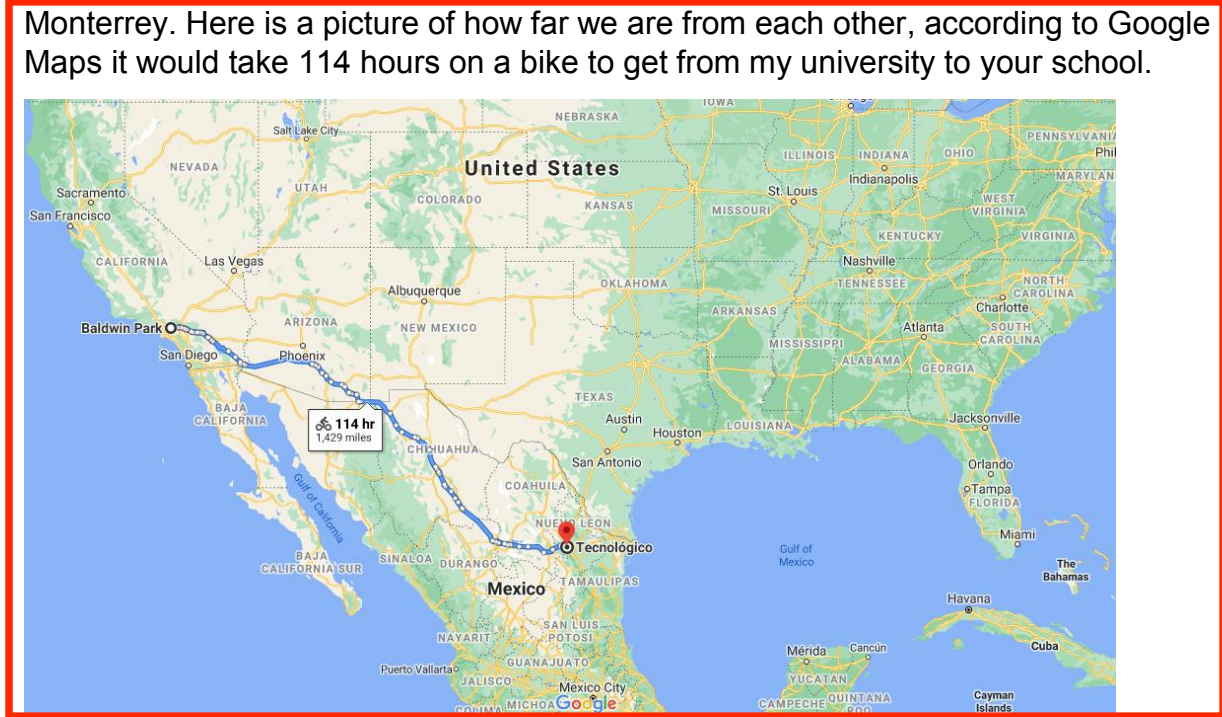 Monterrey. Here is a picture of how far we are from each other, according to Google
Maps it would take 114 hours on a bike to get from my university to your school.
IOWA
NEBRASKA
Salt Lake City
PENNSYLVANIA
ILLINOIS
INDIANA
OHIO
Phil
NEVADA
United States
Indianapolis
MARYLAN
UTAH
St. Louis
Sacramento
COLORADO
KANSAS
WEST
VIRGINIA
San Francisco
MISSOURI
KENTUCKY
VIRGINIA
CALIFORNIA
Las Vegas
Nashville
Albuquerque
OKLAHOMA
TENNESSEE
NORTH
CAROLINA
ARKANSAS
Charlotte
Baldwin Park
ARIZONA
NEW MEXICO
Atlanta
SOUTH
CAROLINA
MISSISSIPPI
San Diego
Phoenix
ALABAMA
GEORGIA
TEXAS
BAJA
CALIFORNIA
114 hr
1,429 miles
Austin
Houston
LOUISIANA
Jacksonville
CHIHUAHUA
San Antonio
Orlando
COAHUILA
Tampa
FLORIDA
Gulf of California
NUEVO LEON
Miami
Tecnológico
Gulf of
Mexico
BAJA
CALIFORNIA SUR
SINALOA
DURANGO
The
Bahamas
Mexico
TAMAULIPAS
Havana
SAN LUIS
POTOSI
NAYARIT
Mérida
Cancún
Cuba
Puerto Vallarta
GUANAJUATO
JALISCO
YUCATAN
Mexico City
Cayman
Islands
COLIMA
MICHOA
Google
CAMPECHE
QUINTANA
ROO